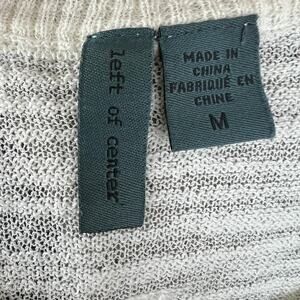 left of center
MADE IN
CHINA
FABRIQUÉ EN
CHINE
M